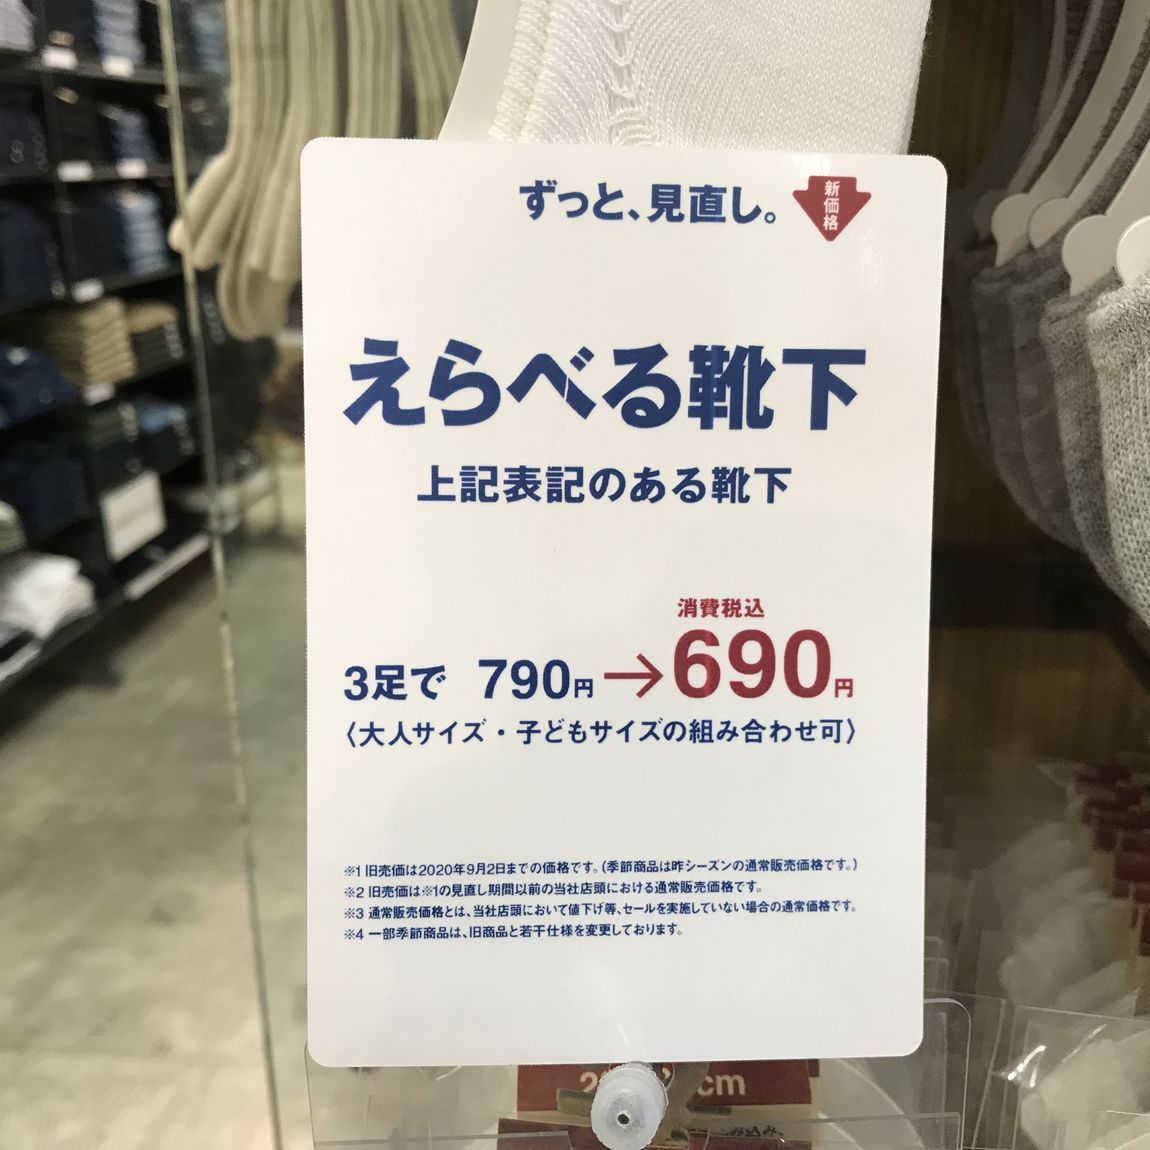 ずっと、見直し。
新価格
えらべる靴下
上記表記のある靴下
消費税込
3足で 790円→690円
〈大人サイズ・子どもサイズの組み合わせ可〉
※1 旧売価は2020年9月2日までの価格です。(季節商品は昨シーズンの通常販売価格です。)
※2 旧売価は※1の見直し期間以前の当社店頭における通常販売価格です。
※3 通常販売価格とは、当社店頭において値下げ等、セールを実施していない場合の通常価格です。
※4 一部季節商品は、旧商品と若干仕様を変更しております。
cm